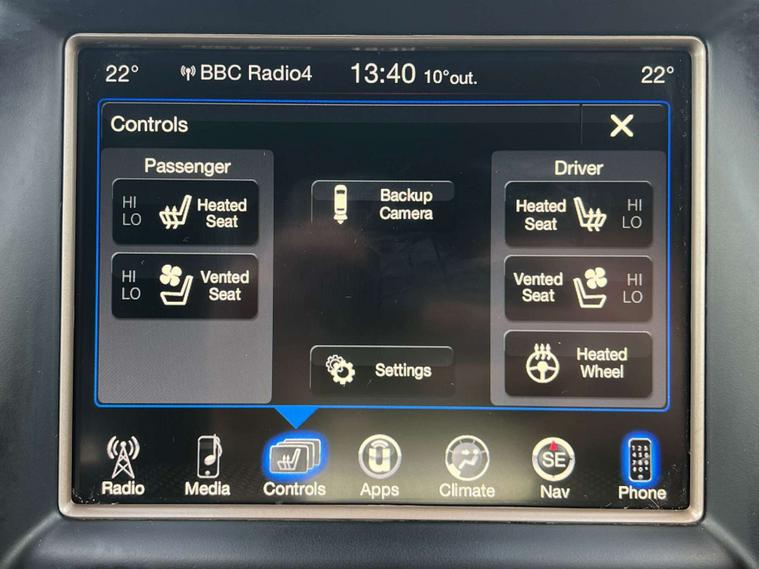 22° BBC Radio4 13:40 10°out. 22°
Controls
Passenger
HI
LO
Heated
Seat
HI
LO
Vented
Seat
Backup
Camera
Settings
Driver
Heated
Seat
HI
LO
Vented
Seat
HI
LO
Heated
Wheel
Radio Media Controls Apps Climate SE Nav Phone